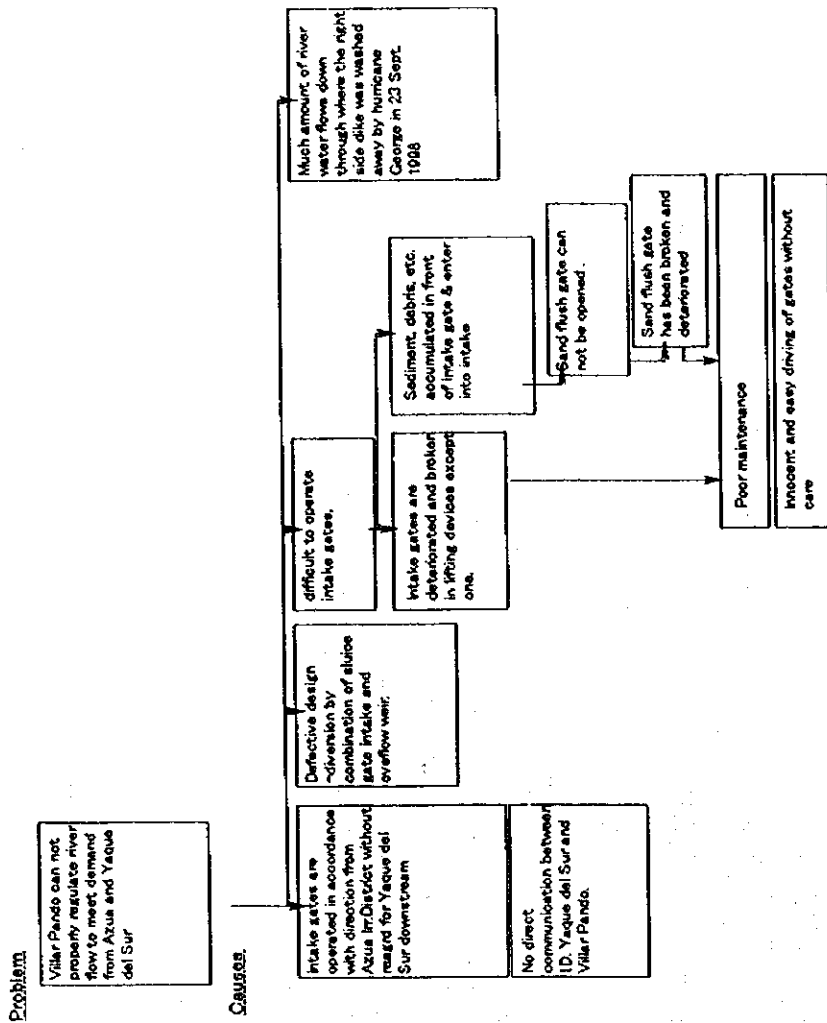 Problem
Villar Pando can not
properly regulate river
flow to meet demand
from Azua and Yaque
del Sur
Causes
intake gates are
operated in accordance
with direction from
Azua Irr.District without
reagrd for Yaque del
Sur downstream
No direct
communication between
I.D. Yaque del Sur and
Villar Pando.
Defective design
~diversion by
combination of sluice
gate intake and
oveflow weir.
difficult to operate
intake gates,
Intake gates are
deteriorated and broken
in lifting devices except
one.
Sediment, debris, etc.
accumulated in front
of intake gate & enter
into intake
Sand flush gate can
not be opened.
Sand flush gate
has been broken and
deteriorated
Poor maintenance
Innocent and easy driving of gates without
care
Much amount of river
water flows down
through where the right
side dike was washed
away by hurricane
George in 23 Sept.
1998